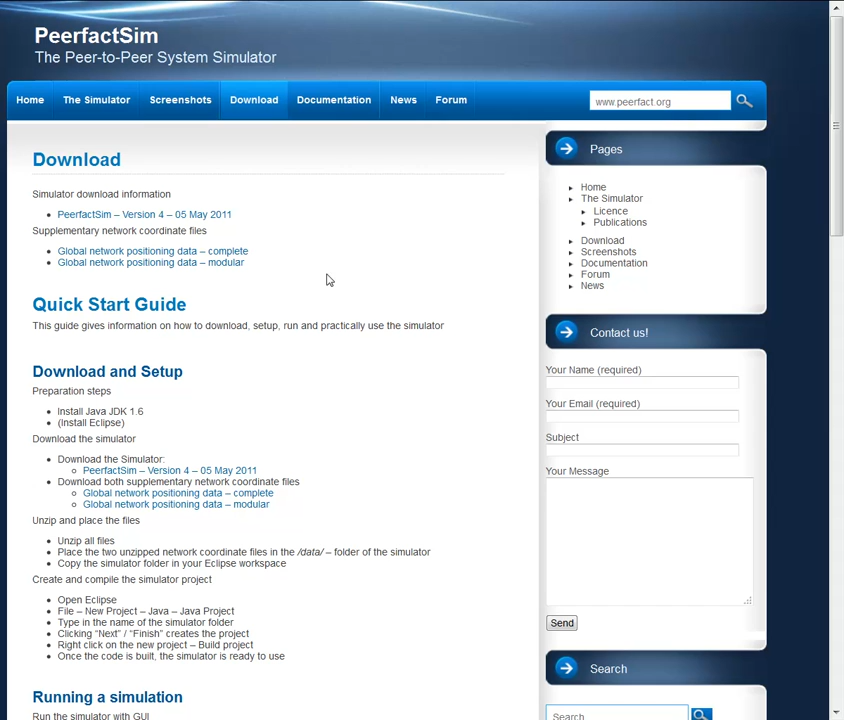 PeerfactSim
The Peer-to-Peer System Simulator
Home The Simulator Screenshots Download Documentation News Forum
www.peerfact.org
Download
Simulator download information
PeerfactSim – Version 4 – 05 May 2011
Supplementary network coordinate files
Global network positioning data – complete
Global network positioning data – modular
Quick Start Guide
This guide gives information on how to download, setup, run and practically use the simulator
Download and Setup
Preparation steps
Install Java JDK 1.6
(Install Eclipse)
Download the simulator
Download the Simulator:
PeerfactSim – Version 4 – 05 May 2011
Download both supplementary network coordinate files
Global network positioning data – complete
Global network positioning data – modular
Unzip and place the files
Unzip all files
Place the two unzipped network coordinate files in the /data/ – folder of the simulator
Copy the simulator folder in your Eclipse workspace
Create and compile the simulator project
Open Eclipse
File – New Project – Java – Java Project
Type in the name of the simulator folder
Clicking “Next” / “Finish” creates the project
Right click on the new project – Build project
Once the code is built, the simulator is ready to use
Running a simulation
Run the simulator with GUI
Pages
Home
The Simulator
Licence
Publications
Download
Screenshots
Documentation
Forum
News
Contact us!
Your Name (required)
Your Email (required)
Subject
Your Message
Send
Search
Search